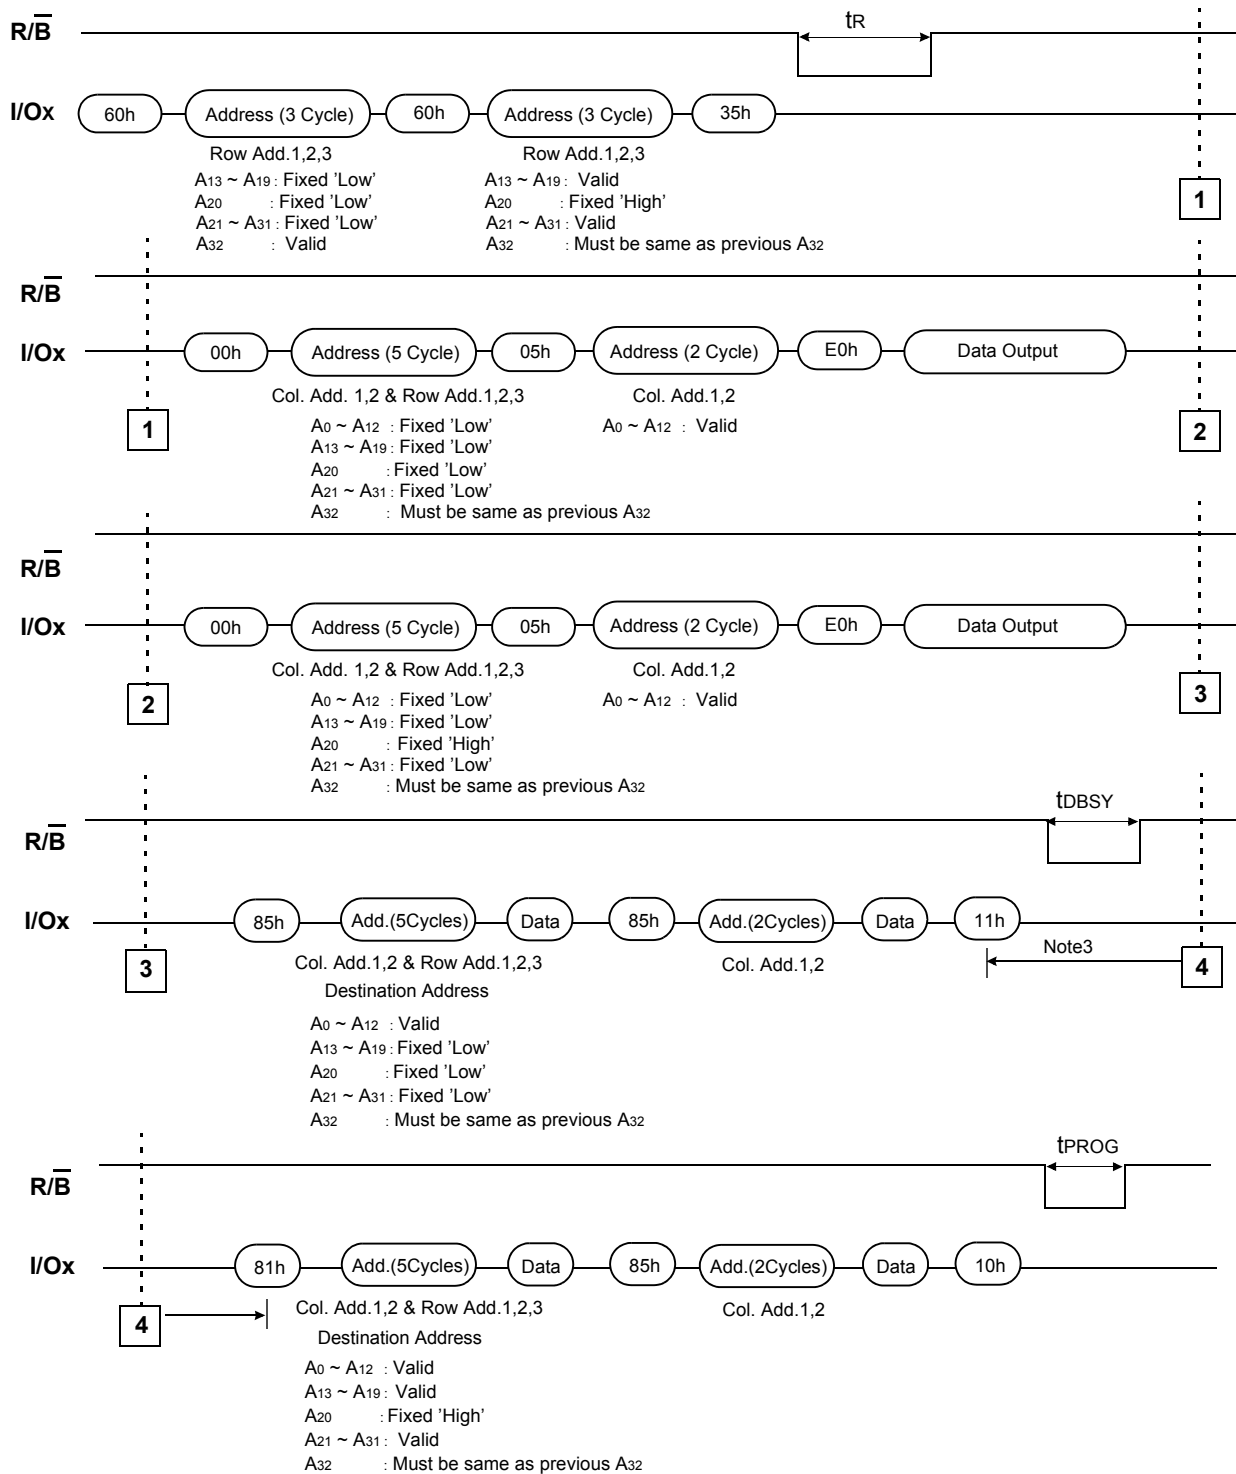 R/B tR
I/Ox 60h Address (3 Cycle) 60h Address (3 Cycle) 35h
Row Add.1,2,3 Row Add.1,2,3
A13 ~ A19 : Fixed 'Low' A13 ~ A19 : Valid
A20 : Fixed 'Low' A20 : Fixed 'High'
A21 ~ A31 : Fixed 'Low' A21 ~ A31 : Valid
A32 : Valid A32 : Must be same as previous A32
1
R/B
I/Ox 00h Address (5 Cycle) 05h Address (2 Cycle) E0h Data Output
Col. Add. 1,2 & Row Add.1,2,3 Col. Add.1,2
1 A0 ~ A12 : Fixed 'Low' A0 ~ A12 : Valid 2
A13 ~ A19 : Fixed 'Low'
A20 : Fixed 'Low'
A21 ~ A31 : Fixed 'Low'
A32 : Must be same as previous A32
R/B
I/Ox 00h Address (5 Cycle) 05h Address (2 Cycle) E0h Data Output
Col. Add. 1,2 & Row Add.1,2,3 Col. Add.1,2
2 A0 ~ A12 : Fixed 'Low' A0 ~ A12 : Valid 3
A13 ~ A19 : Fixed 'Low'
A20 : Fixed 'High'
A21 ~ A31 : Fixed 'Low'
A32 : Must be same as previous A32
R/B tDBSY
I/Ox 85h Add.(5Cycles) Data 85h Add.(2Cycles) Data 11h
3 Col. Add.1,2 & Row Add.1,2,3 Col. Add.1,2 Note3 4
Destination Address
A0 ~ A12 : Valid
A13 ~ A19 : Fixed 'Low'
A20 : Fixed 'Low'
A21 ~ A31 : Fixed 'Low'
A32 : Must be same as previous A32
R/B tPROG
I/Ox 81h Add.(5Cycles) Data 85h Add.(2Cycles) Data 10h
4 Col. Add.1,2 & Row Add.1,2,3 Col. Add.1,2
Destination Address
A0 ~ A12 : Valid
A13 ~ A19 : Valid
A20 : Fixed 'High'
A21 ~ A31 : Valid
A32 : Must be same as previous A32